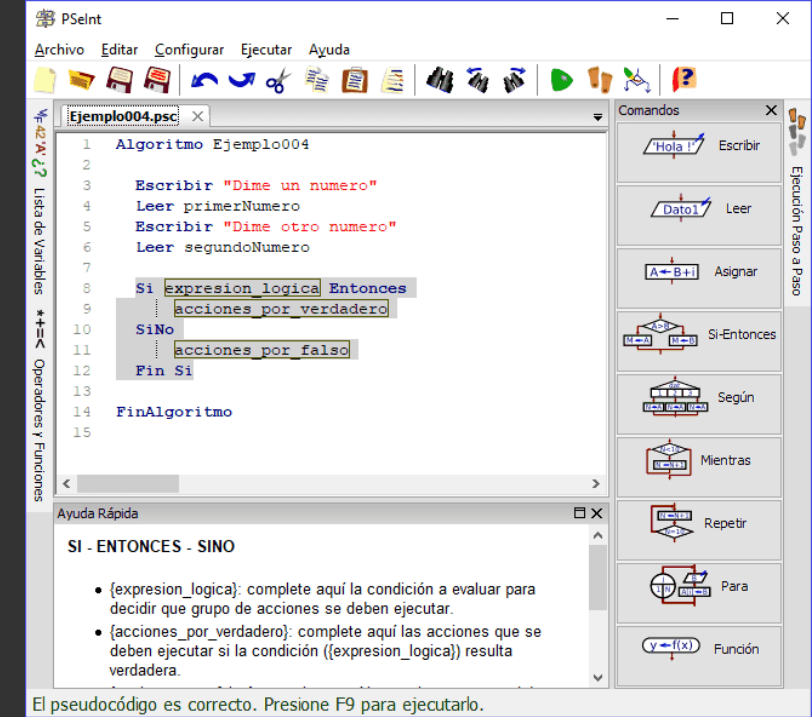 PSeInt
Archivo Editar Configurar Ejecutar Ayuda
Ejemplo004.psc
1 Algoritmo Ejemplo004
2
3 Escribir "Dime un numero"
4 Leer primerNumero
5 Escribir "Dime otro numero"
6 Leer segundoNumero
7
8 Si expresion_logica Entonces
9 acciones_por_verdadero
10 SiNo
11 acciones_por_falso
12 Fin Si
13
14 FinAlgoritmo
15
Lista de Variables
Operadores y Funciones
Ayuda Rápida
SI - ENTONCES - SINO
{expresion_logica}: complete aquí la condición a evaluar para
decidir que grupo de acciones se deben ejecutar.
{acciones_por_verdadero}: complete aquí las acciones que se
deben ejecutar si la condición ({expresion_logica}) resulta
verdadera.
Comandos
'Hola !' Escribir
Dato1 Leer
A←B+i Asignar
A>B M←A M←B Si-Entonces
Según
Mientras
Repetir
Para
y←f(x) Función
Ejecución Paso a Paso
El pseudocódigo es correcto. Presione F9 para ejecutarlo.